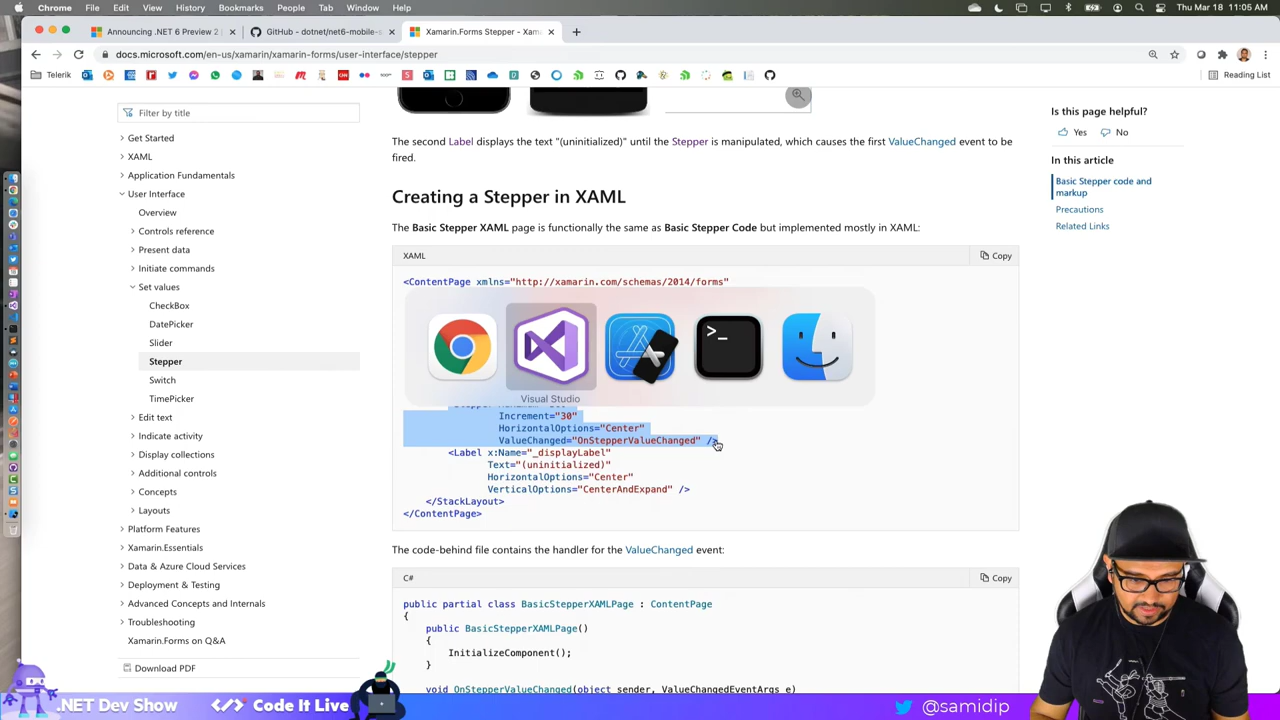 Chrome File Edit View History Bookmarks People Tab Window Help
Thu Mar 18 11:05 AM
Announcing .NET 6 Preview 2
GitHub - dotnet/net6-mobile-s
Xamarin.Forms Stepper - Xam
docs.microsoft.com/en-us/xamarin/xamarin-forms/user-interface/stepper
Telerik
Reading List
Filter by title
Get Started
XAML
Application Fundamentals
User Interface
Overview
Controls reference
Present data
Initiate commands
Set values
CheckBox
DatePicker
Slider
Stepper
Switch
TimePicker
Edit text
Indicate activity
Display collections
Additional controls
Concepts
Layouts
Platform Features
Xamarin.Essentials
Data & Azure Cloud Services
Deployment & Testing
Advanced Concepts and Internals
Troubleshooting
Xamarin.Forms on Q&A
Download PDF
The second Label displays the text "(uninitialized)" until the Stepper is manipulated, which causes the first ValueChanged event to be
fired.
Creating a Stepper in XAML
The Basic Stepper XAML page is functionally the same as Basic Stepper Code but implemented mostly in XAML:
XAML
Copy
<ContentPage xmlns="http://xamarin.com/schemas/2014/forms"
Visual Studio
Increment="30"
HorizontalOptions="Center"
ValueChanged="OnStepperValueChanged" />
<Label x:Name="_displayLabel"
Text="(uninitialized)"
HorizontalOptions="Center"
VerticalOptions="CenterAndExpand" />
</StackLayout>
</ContentPage>
The code-behind file contains the handler for the ValueChanged event:
C#
Copy
public partial class BasicStepperXAMLPage : ContentPage
{
public BasicStepperXAMLPage()
{
InitializeComponent();
}
void OnStepperValueChanged(object sender, ValueChangedEventArgs e)
Is this page helpful?
Yes No
In this article
Basic Stepper code and
markup
Precautions
Related Links
.NET Dev Show
Code It Live
@samidip